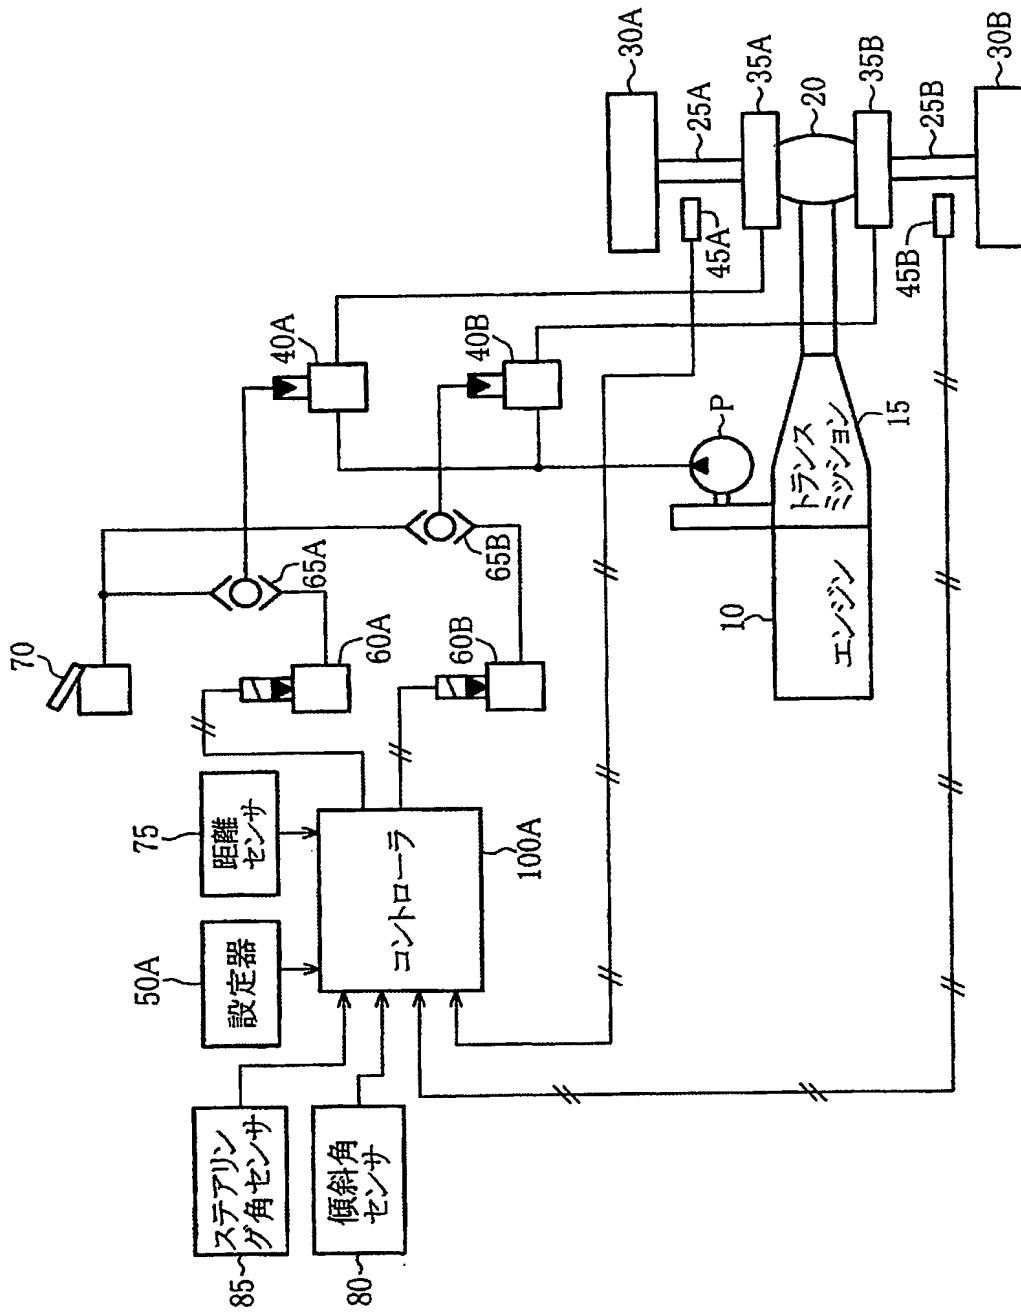 30A
35A
25A
20
35B
25B
30B
45A
45B
40A
40B
P
15
トランス
ミッション
10
エンジン
65A
65B
70
60A
60B
75
距離
センサ
50A
設定器
コントローラ
100A
ステアリン
グ角センサ
85
傾斜角
センサ
80